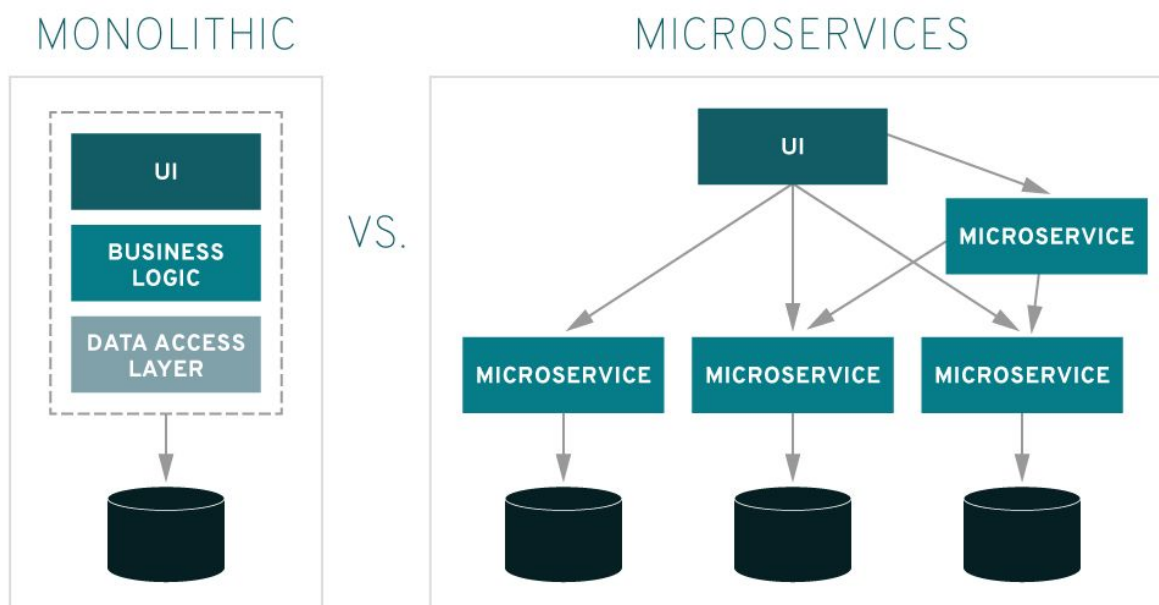 MONOLITHIC
MICROSERVICES
UI
BUSINESS
LOGIC
DATA ACCESS
LAYER
VS.
UI
MICROSERVICE
MICROSERVICE
MICROSERVICE
MICROSERVICE